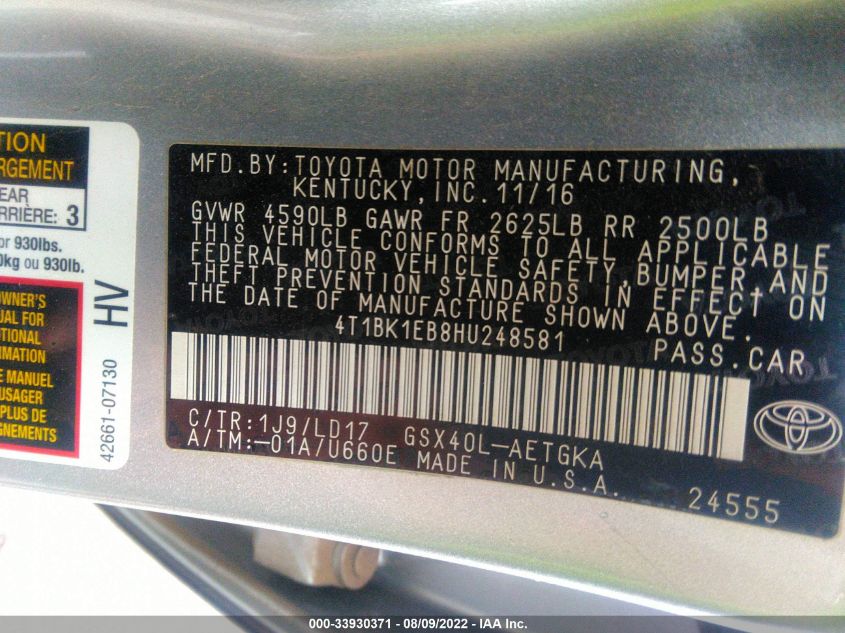 TION
ARGEMENT
EAR
ARRIÈRE: 3
or 930lbs.
0kg ou 930lb.
OWNER'S
UAL FOR
TIONAL
RMATION
E MANUEL
'USAGER
PLUS DE
GNEMENTS
HV
42661-07130
MFD.BY:TOYOTA MOTOR MANUFACTURING,
KENTUCKY,INC.11/16
GVWR 4590LB GAWR FR 2625LB RR 2500LB
THIS VEHICLE CONFORMS TO ALL APPLICABLE
FEDERAL MOTOR VEHICLE SAFETY,BUMPER,AND
THEFT PREVENTION STANDARDS IN EFFECT ON
THE DATE OF MANUFACTURE SHOWN ABOVE.
4T1BK1EB8HU248581 PASS.CAR
C/TR:1J9/LD17 GSX40L-AETGKA
A/TM:-01A/U660E MADE IN U.S.A. 24555
000-33930371 - 08/09/2022 - IAA Inc.